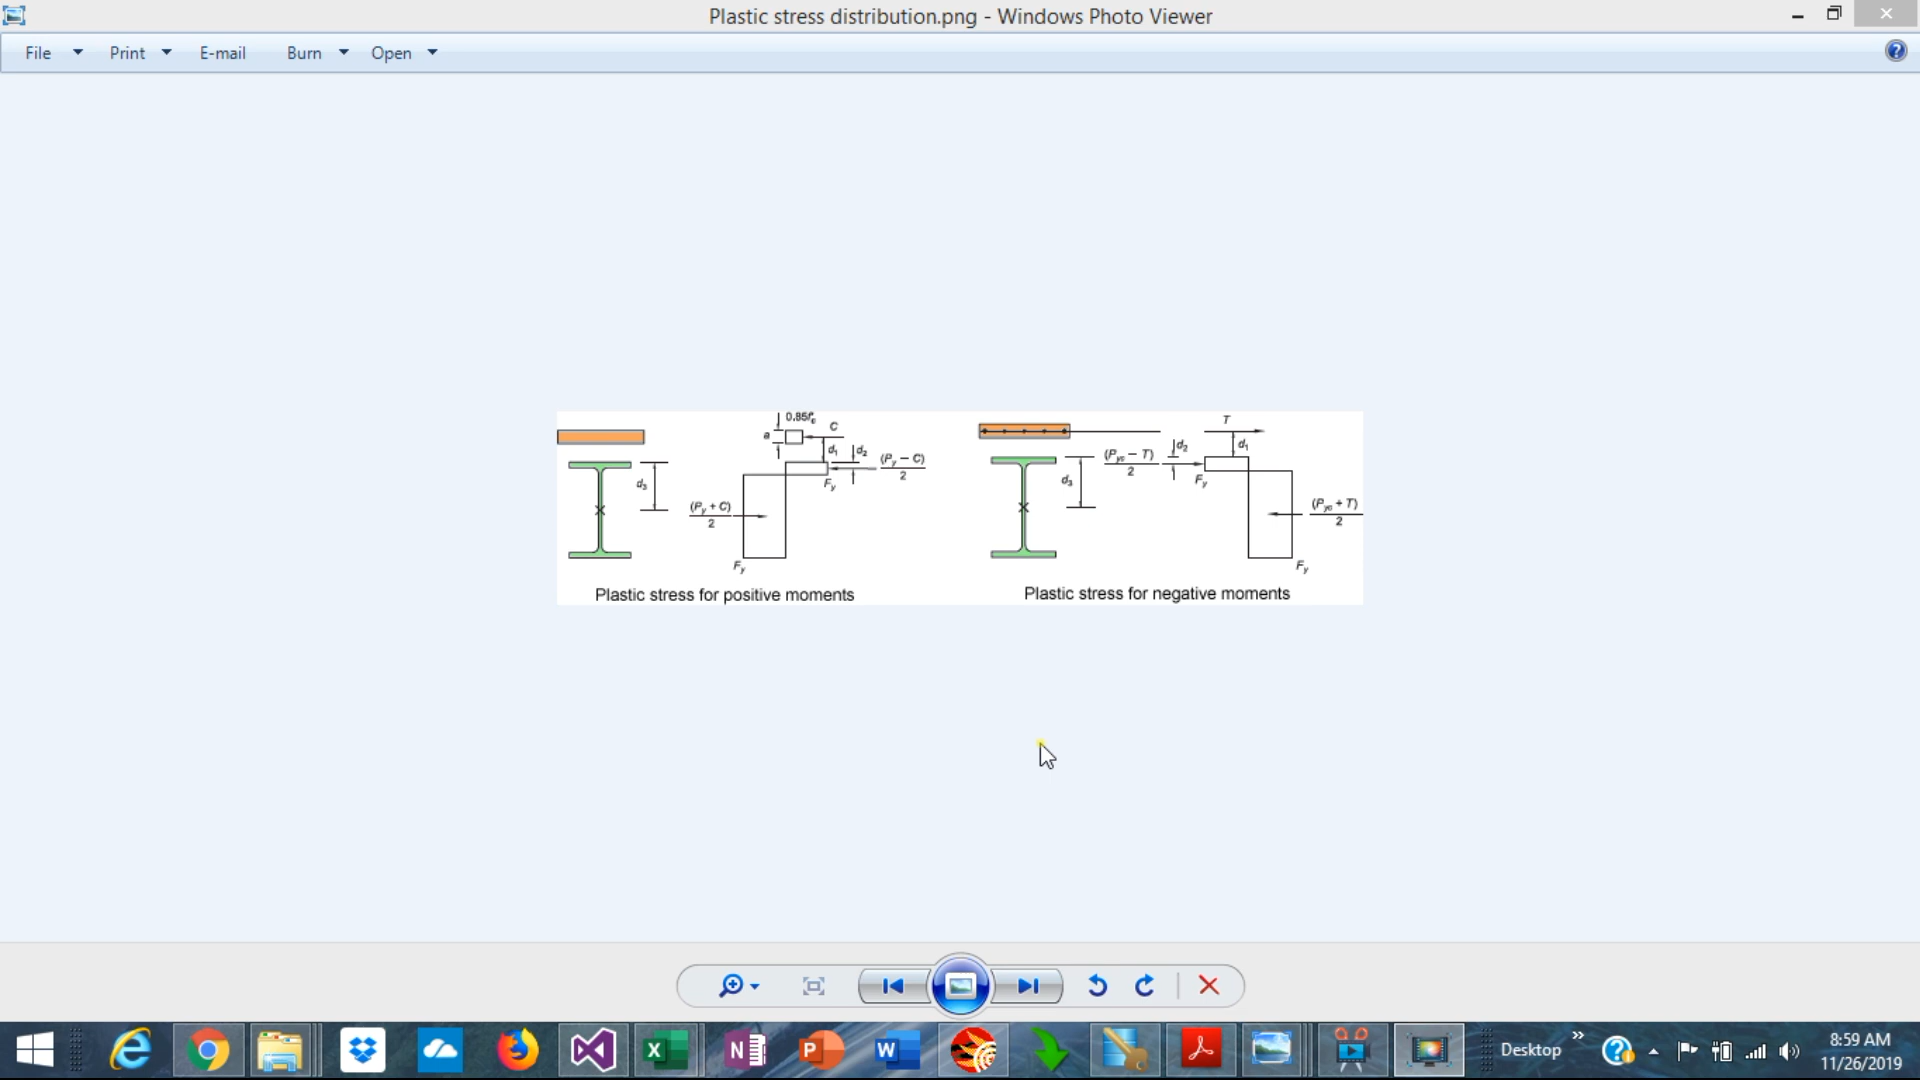 Plastic stress distribution.png - Windows Photo Viewer
File Print E-mail Burn Open
0.85f'c
C
a
d1 d2
(Py – C)
2
Fy
d3
(Py + C)
2
Fy
Plastic stress for positive moments
T
d2 d1
(Pyc – T)
2
Fy
d3
(Pyc + T)
2
Fy
Plastic stress for negative moments
Desktop
8:59 AM
11/26/2019